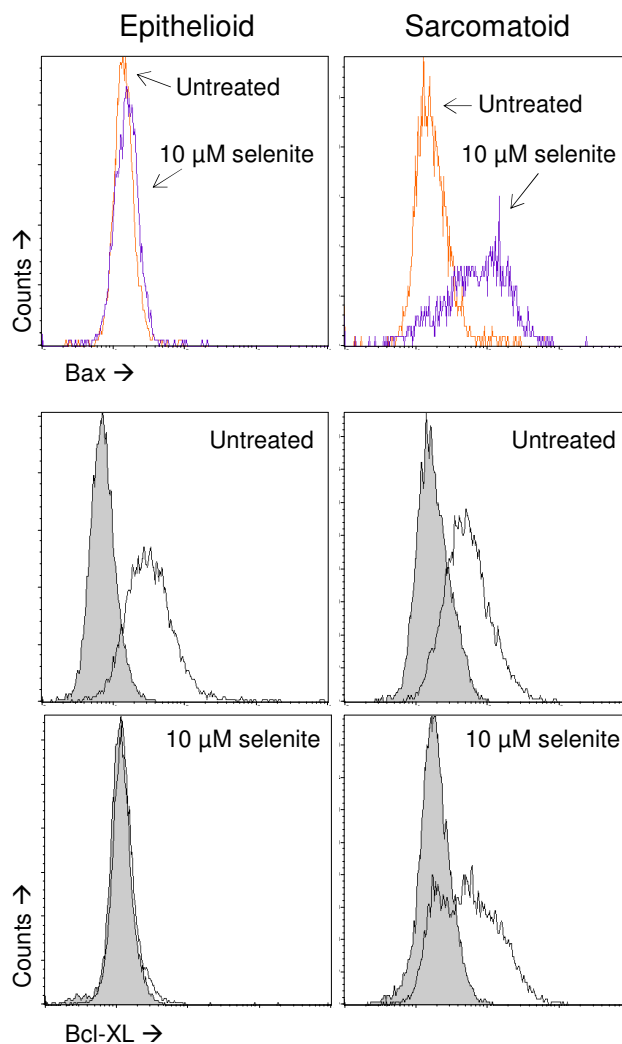 Epithelioid
Sarcomatoid
Untreated
10 µM selenite
Untreated
10 µM selenite
Counts →
Bax →
Untreated
Untreated
10 µM selenite
10 µM selenite
Counts →
Bcl-XL →